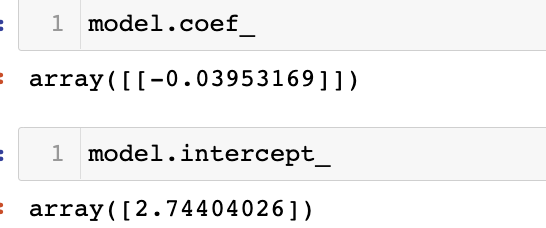 1 model.coef_
array([[-0.03953169]])
1 model.intercept_
array([2.74404026])